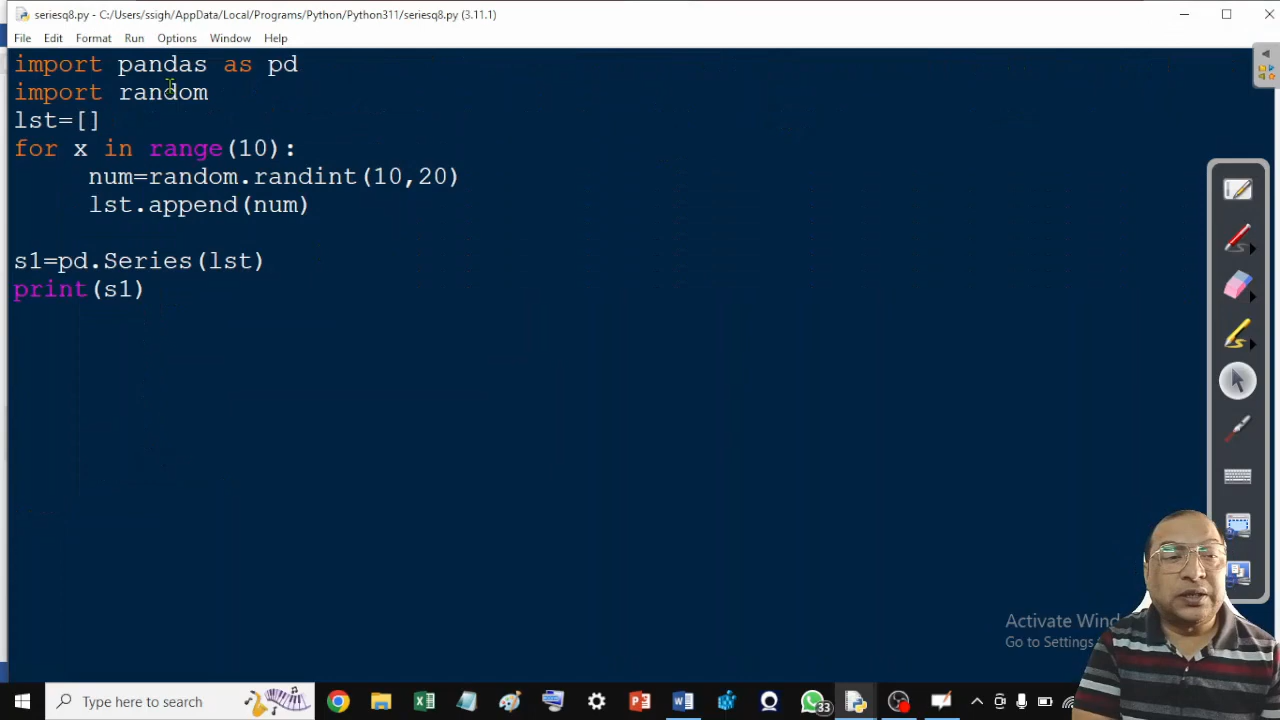 seriesq8.py - C:/Users/ssigh/AppData/Local/Programs/Python/Python311/seriesq8.py (3.11.1)
File Edit Format Run Options Window Help
import pandas as pd
import random
lst=[]
for x in range(10):
     num=random.randint(10,20)
     lst.append(num)
s1=pd.Series(lst)
print(s1)
Activate Wind
Go to Settings
Type here to search
33